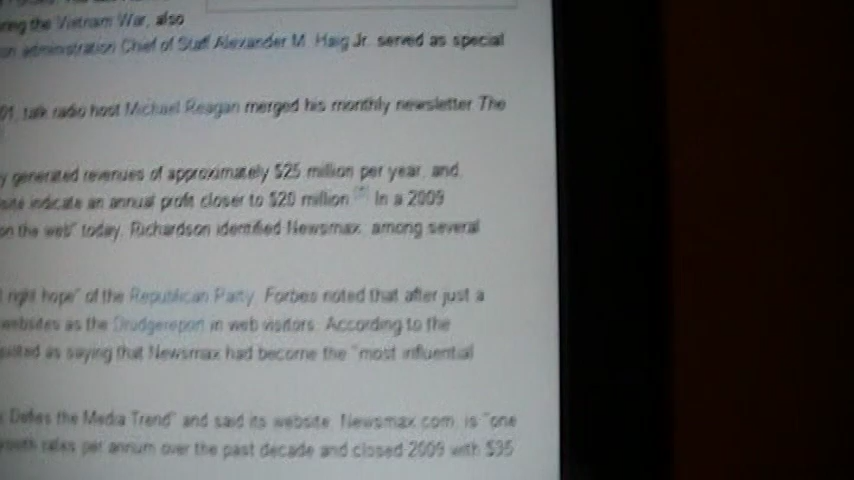 the Vietnam War, also
administration Chief of Staff Alexander M. Haig Jr. served as special
talk radio host Michael Reagan merged his monthly newsletter The
generated revenues of approximately $25 million per year, and
indicate an annual profit closer to $20 million In a 2009
on the web" today, Richardson identified Newsmax, among several
right hope" of the Republican Party. Forbes noted that after just a
websites as the Drudgereport in web visitors. According to the
as saying that Newsmax had become the "most influential
Defies the Media Trend" and said its website, Newsmax.com, is "one
rates per annum over the past decade and closed 2009 with $35